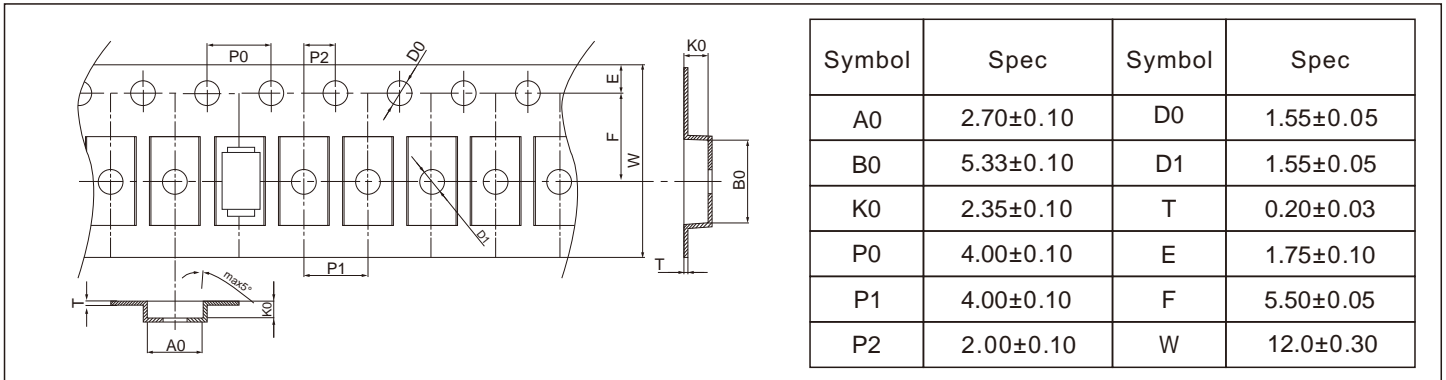 P0 P2 D0 E K0
F W B0
D1
P1 T
max5°
T K0
A0
Symbol Spec Symbol Spec
A0 2.70±0.10 D0 1.55±0.05
B0 5.33±0.10 D1 1.55±0.05
K0 2.35±0.10 T 0.20±0.03
P0 4.00±0.10 E 1.75±0.10
P1 4.00±0.10 F 5.50±0.05
P2 2.00±0.10 W 12.0±0.30